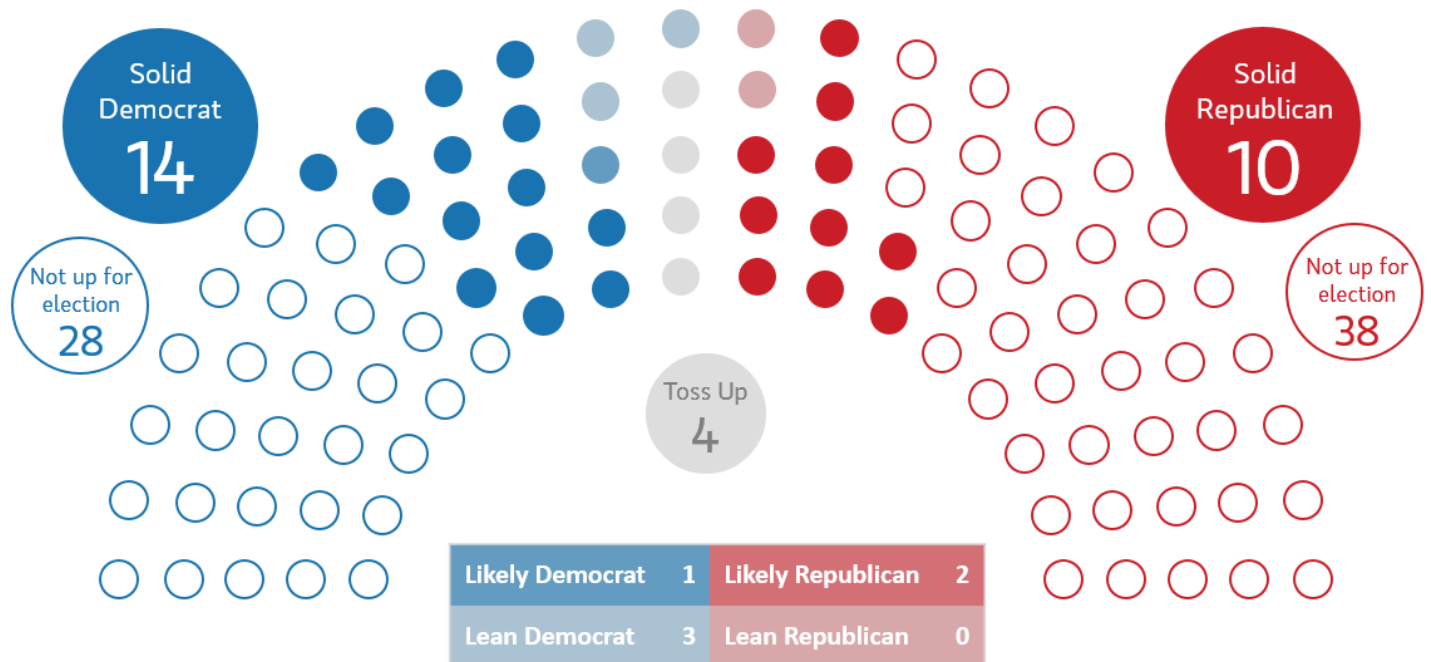 Solid
Democrat
14
Solid
Republican
10
Not up for
election
28
Not up for
election
38
Toss Up
4
Likely Democrat 1 Likely Republican 2
Lean Democrat 3 Lean Republican 0